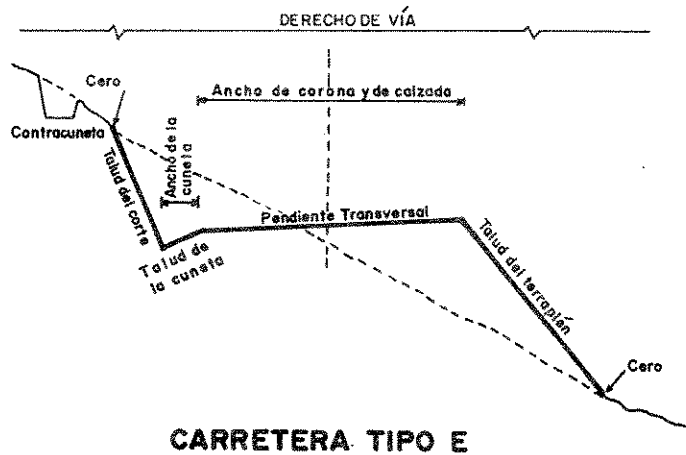 DERECHO DE VÍA
Cero
Ancho de corona y de calzada
Contracuneta
Ancho de la
cuneta
Talud del corte
Pendiente Transversal
Talud de
la cuneta
Talud del terraplén
Cero
CARRETERA TIPO E